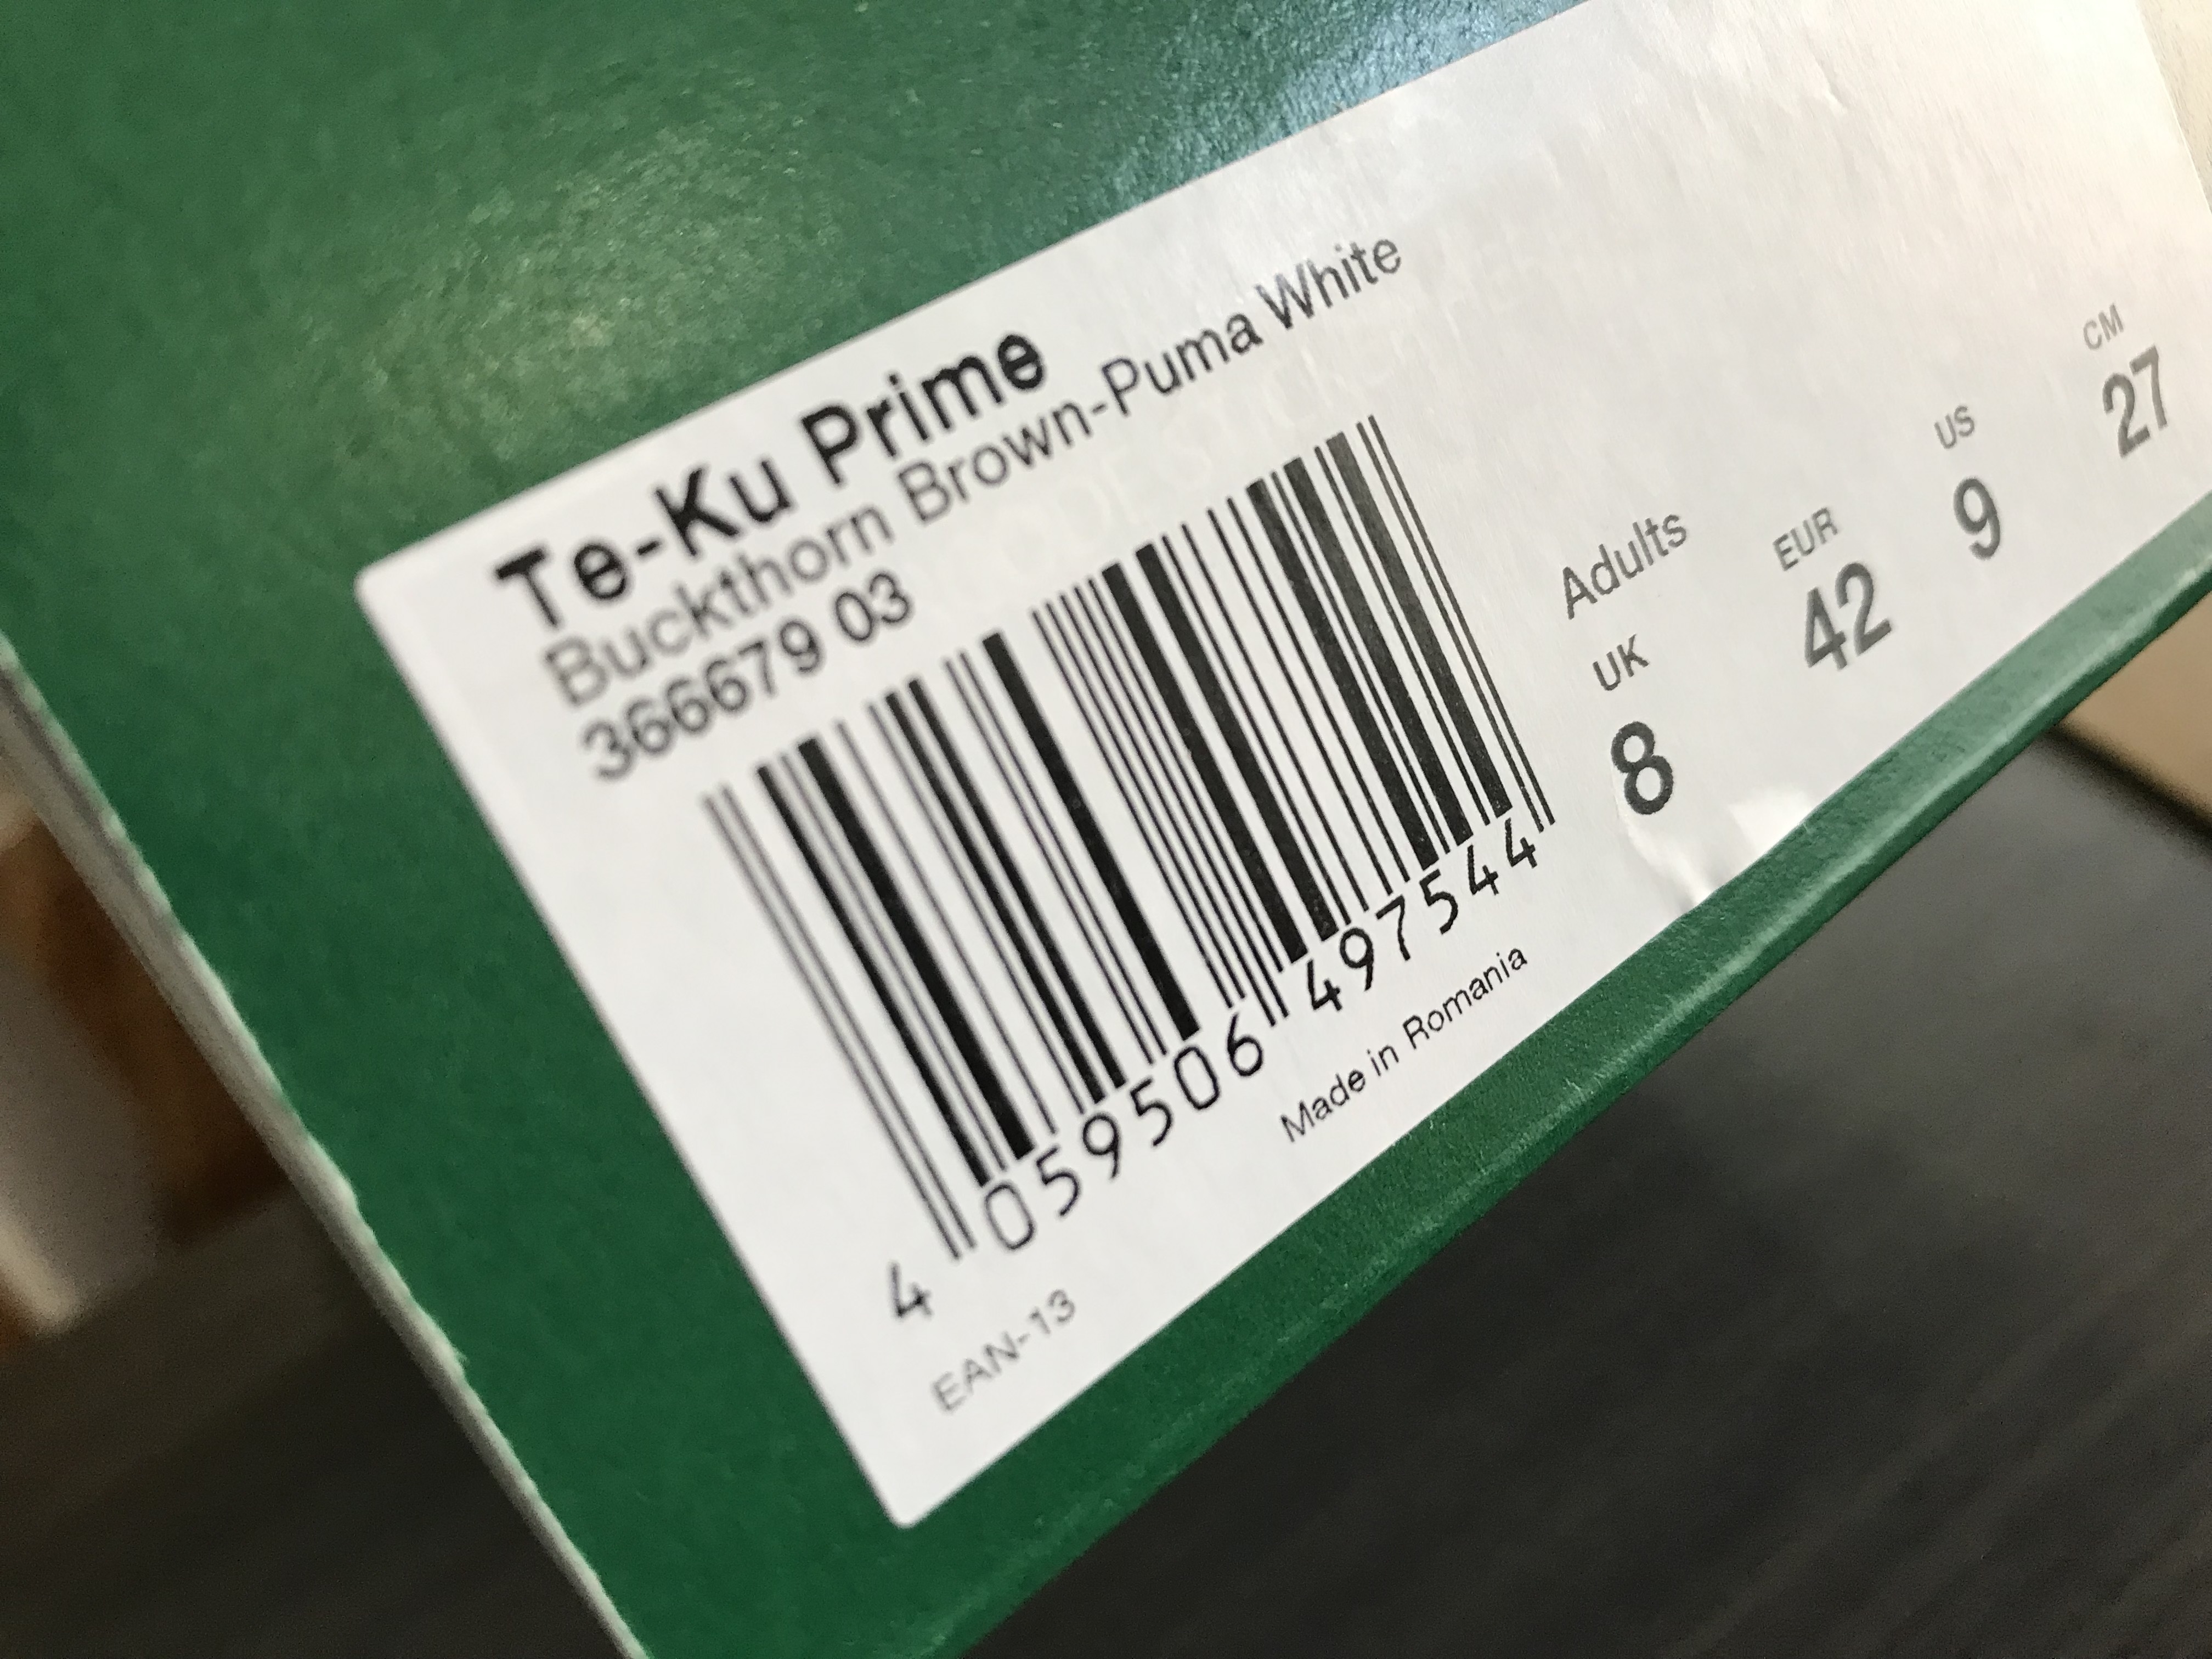 Te-Ku Prime
Buckthorn Brown-Puma White
366679 03
4 059506 497544
EAN-13
Made in Romania
Adults
UK EUR US CM
8 42 9 27